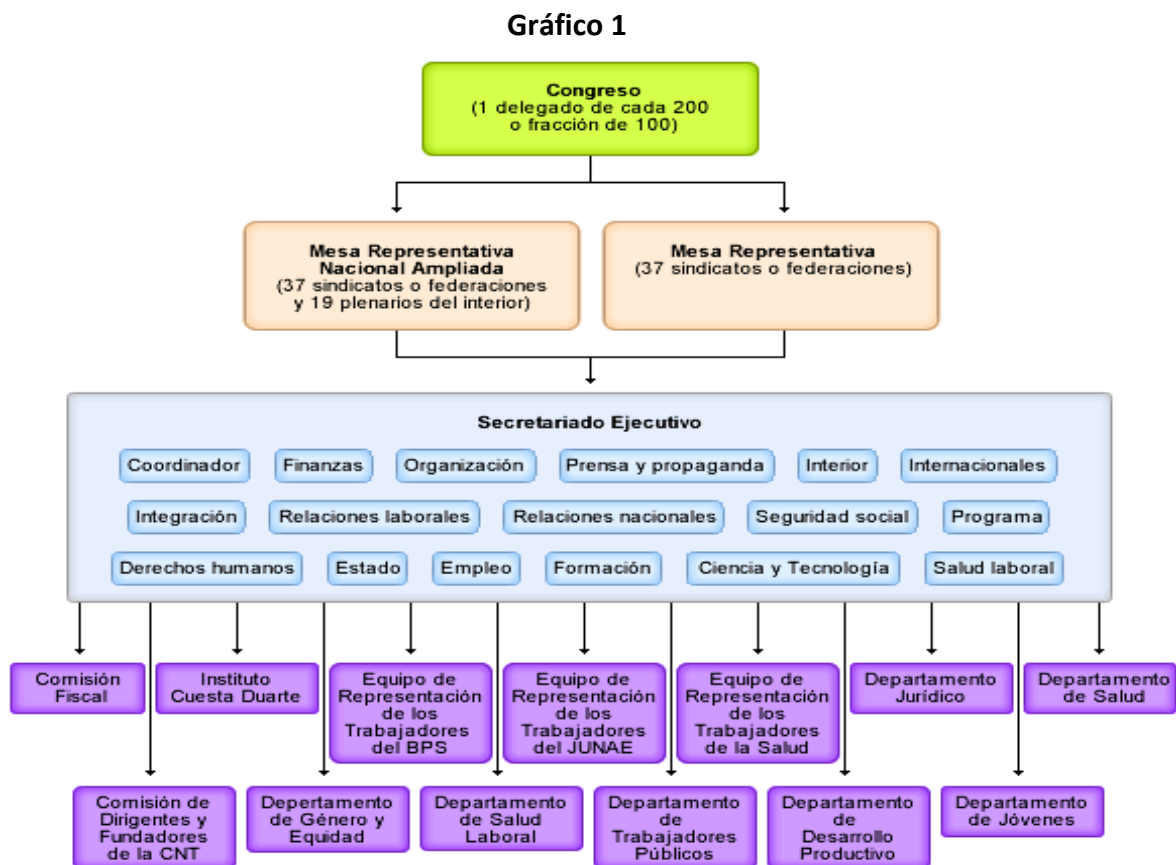 Gráfico 1
Congreso
(1 delegado de cada 200
o fracción de 100)
Mesa Representativa
Nacional Ampliada
(37 sindicatos o federaciones
y 19 plenarios del interior)
Mesa Representativa
(37 sindicatos o federaciones)
Secretariado Ejecutivo
Coordinador
Finanzas
Organización
Prensa y propaganda
Interior
Internacionales
Integración
Relaciones laborales
Relaciones nacionales
Seguridad social
Programa
Derechos humanos
Estado
Empleo
Formación
Ciencia y Tecnología
Salud laboral
Comisión
Fiscal
Instituto
Cuesta Duarte
Equipo de
Representación
de los
Trabajadores
del BPS
Equipo de
Representación
de los
Trabajadores
del JUNAE
Equipo de
Representación
de los
Trabajadores
de la Salud
Departamento
Jurídico
Departamento
de Salud
Comisión de
Dirigentes y
Fundadores
de la CNT
Depertamento
de Género y
Equidad
Departamento
de Salud
Laboral
Departamento
de
Trabajadores
Públicos
Departamento
de
Desarrollo
Productivo
Departamento
de Jóvenes